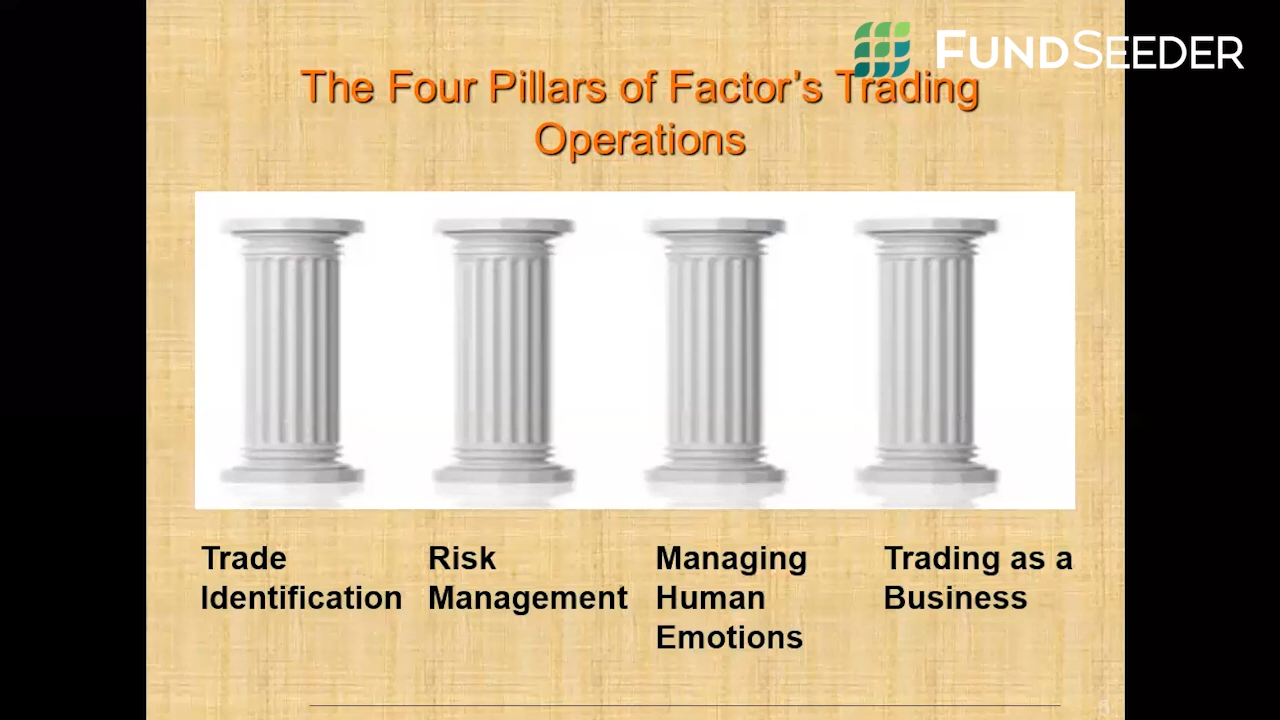 FUNDSEEDER
The Four Pillars of Factor's Trading
Operations
Trade
Identification
Risk
Management
Managing
Human
Emotions
Trading as a
Business